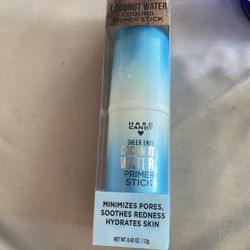 COCONUT WATER
COOLING
PRIMER STICK
HARD
CANDY
SHEER ENVY
COCONUT
WATER
PRIMER
STICK
MINIMIZES PORES,
SOOTHES REDNESS
HYDRATES SKIN
NET WT. 0.42 OZ / 12g